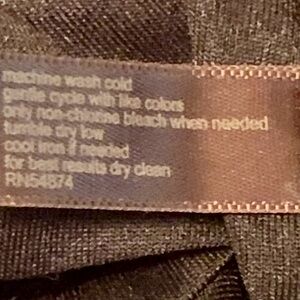 machine wash cold
gentle cycle with like colors
only non-chlorine bleach when needed
tumble dry low
cool iron if needed
for best results dry clean
RN54874